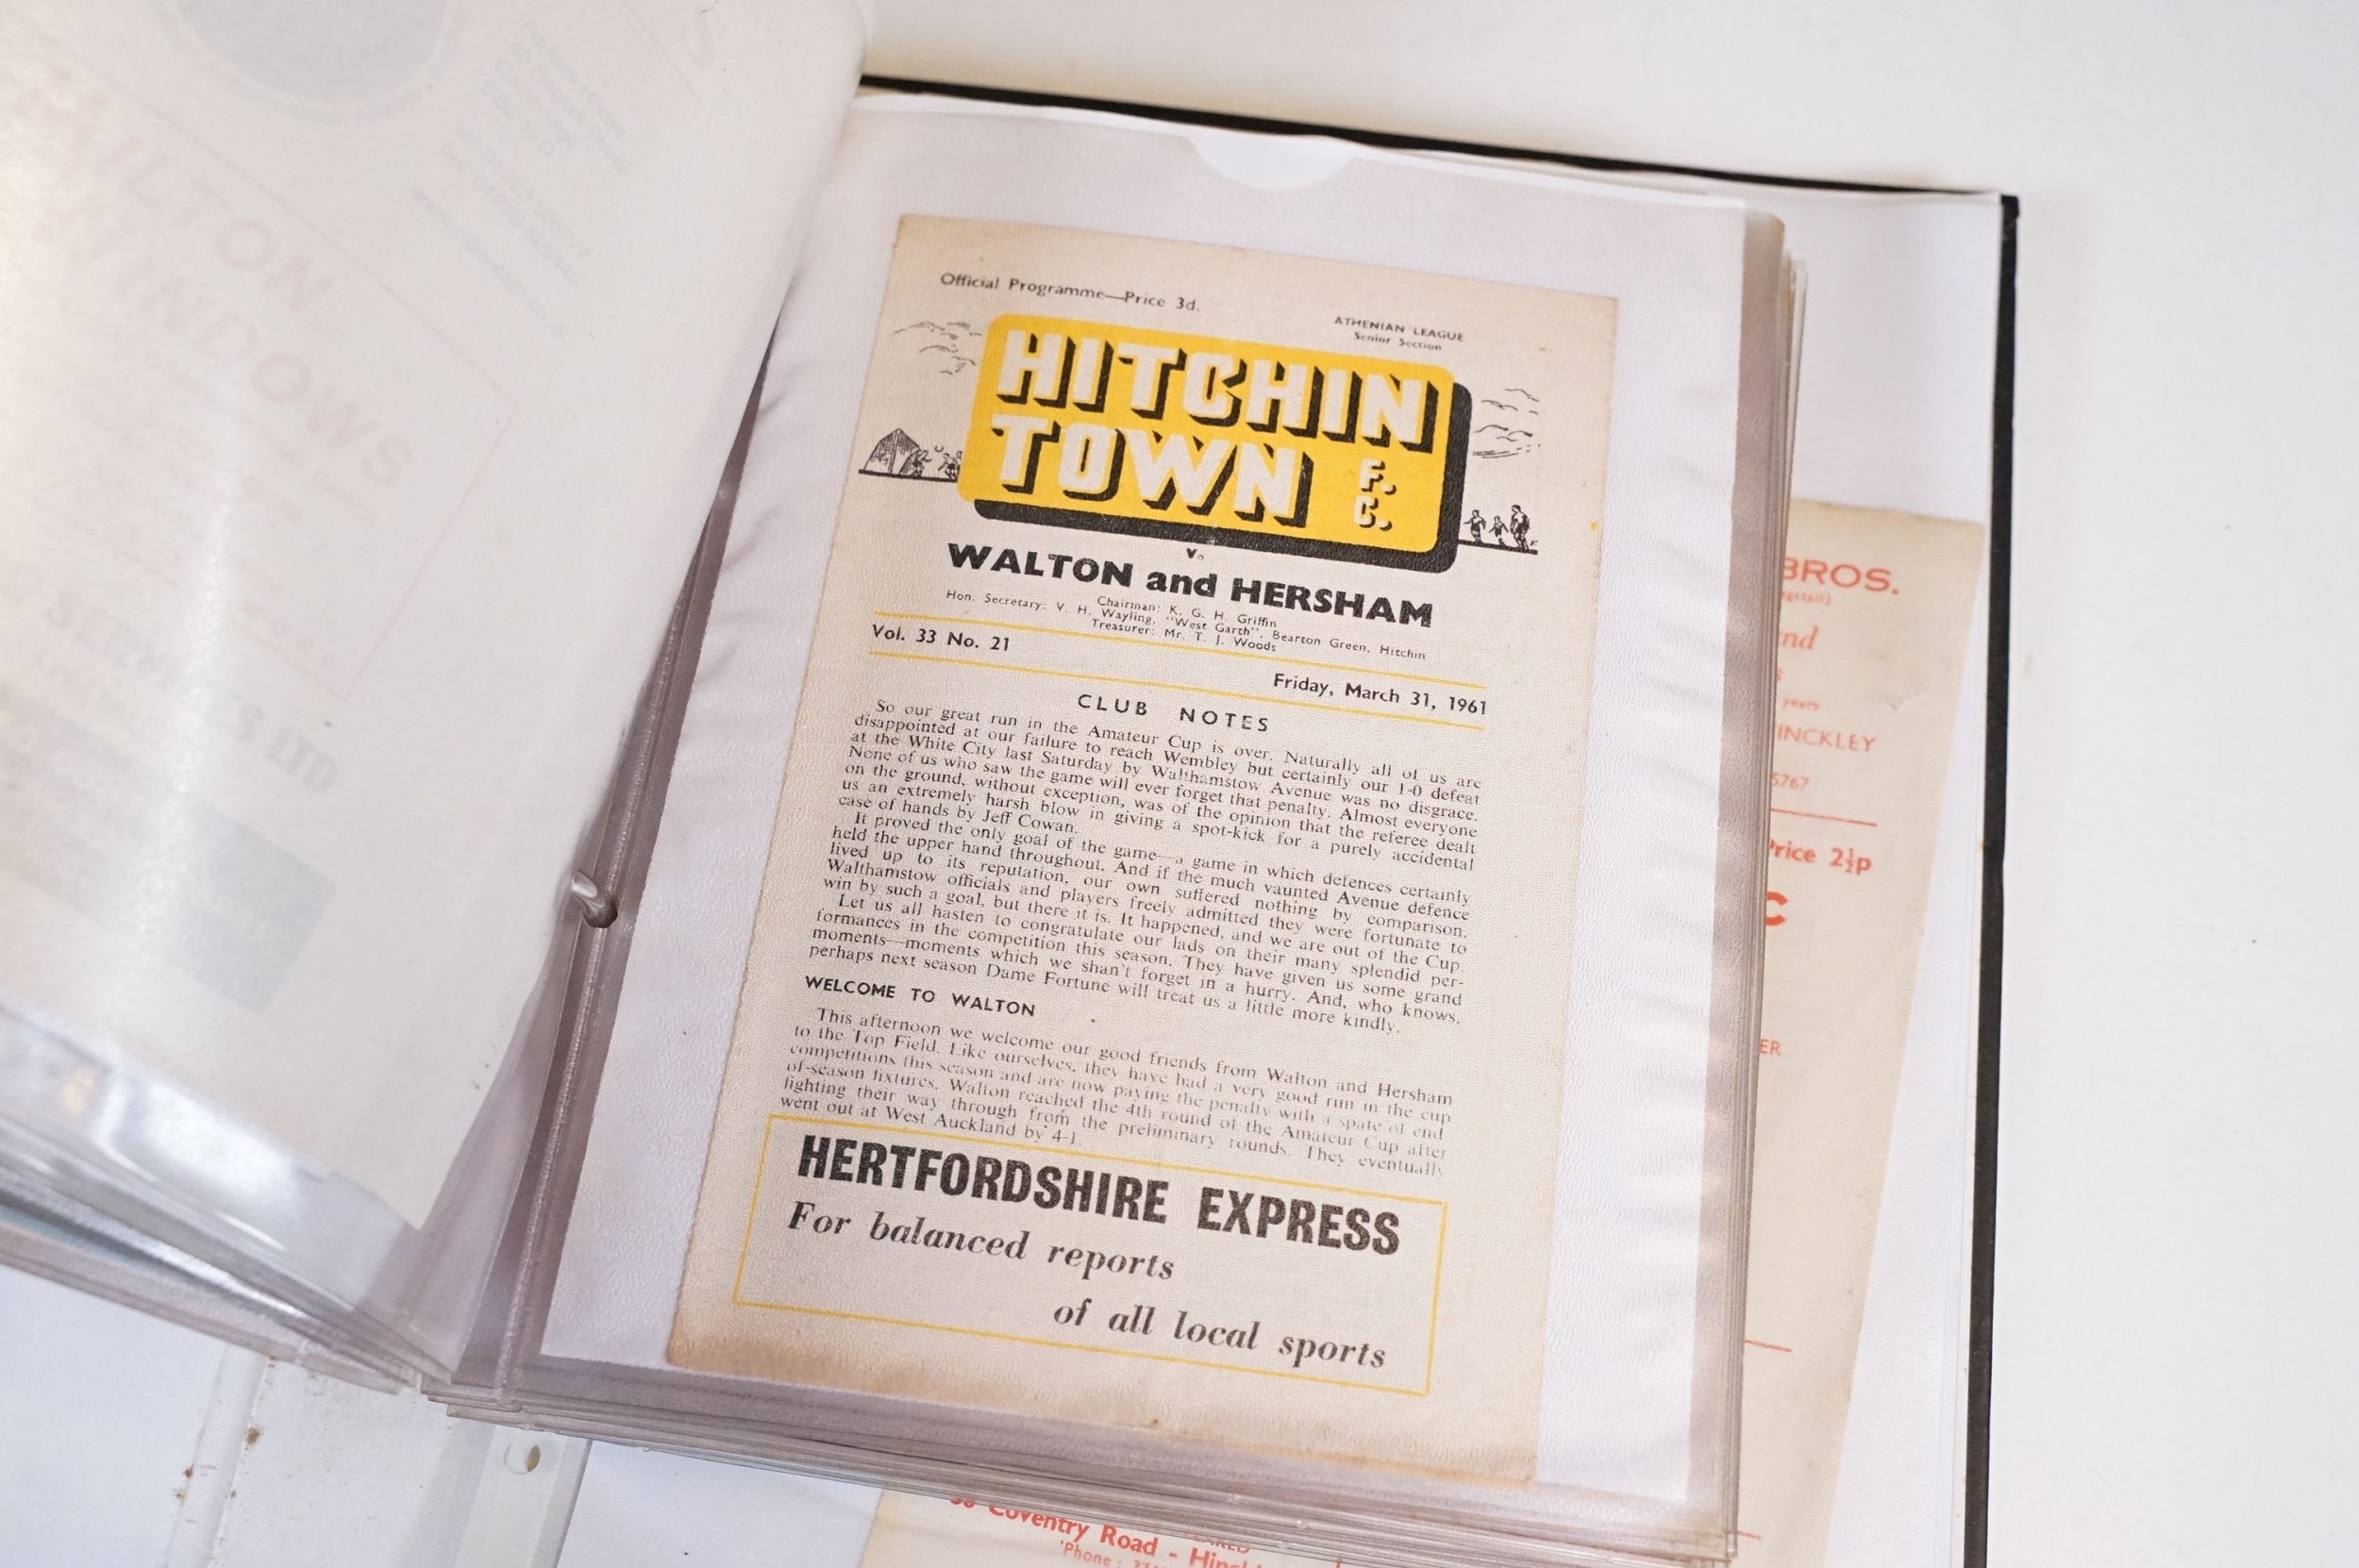 Official Programme—Price 3d.
ATHENIAN LEAGUE
Senior Section
HITCHIN
TOWN F.C.
v.
WALTON and HERSHAM
Chairman: K. G. H. Griffin
Hon. Secretary: V. H. Wayling, "West Garth", Bearton Green, Hitchin
Treasurer: Mr. T. J. Woods
Vol. 33 No. 21
Friday, March 31, 1961
CLUB NOTES
So our great run in the Amateur Cup is over. Naturally all of us are
disappointed at our failure to reach Wembley but certainly our 1-0 defeat
at the White City last Saturday by Walthamstow Avenue was no disgrace.
None of us who saw the game will ever forget that penalty. Almost everyone
on the ground, without exception, was of the opinion that the referee dealt
us an extremely harsh blow in giving a spot-kick for a purely accidental
case of hands by Jeff Cowan.
It proved the only goal of the game—a game in which defences certainly
held the upper hand throughout. And if the much vaunted Avenue defence
lived up to its reputation, our own suffered nothing by comparison.
Walthamstow officials and players freely admitted they were fortunate to
win by such a goal, but there it is. It happened, and we are out of the Cup.
Let us all hasten to congratulate our lads on their many splendid per-
formances in the competition this season. They have given us some grand
moments—moments which we shan't forget in a hurry. And, who knows,
perhaps next season Dame Fortune will treat us a little more kindly.
WELCOME TO WALTON
This afternoon we welcome our good friends from Walton and Hersham
to the Top Field. Like ourselves, they have had a very good run in the cup
competitions this season and are now paying the penalty with a spate of end
of-season fixtures. Walton reached the 4th round of the Amateur Cup after
fighting their way through from the preliminary rounds. They eventually
went out at West Auckland by 4-1.
HERTFORDSHIRE EXPRESS
For balanced reports
of all local sports
BROS.
INCKLEY
5767
Price 2½p
C
ER
Coventry Road - Hinc
'Phone :
AILTON
WINDOWS
S LTD